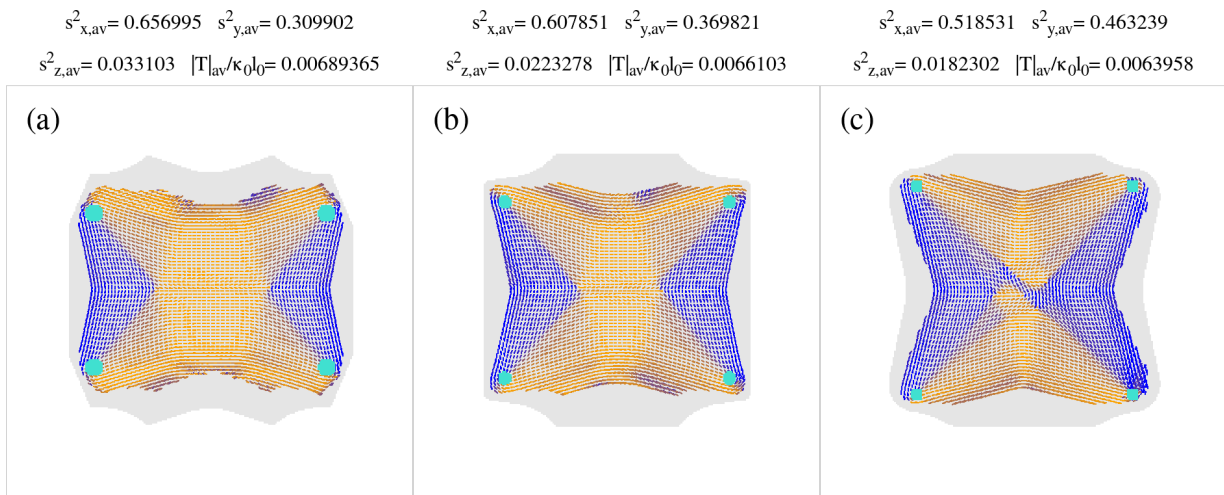 s²x,av= 0.656995 s²y,av= 0.309902
s²z,av= 0.033103 |T|av/κ0l0= 0.00689365
(a)
s²x,av= 0.607851 s²y,av= 0.369821
s²z,av= 0.0223278 |T|av/κ0l0= 0.0066103
(b)
s²x,av= 0.518531 s²y,av= 0.463239
s²z,av= 0.0182302 |T|av/κ0l0= 0.0063958
(c)